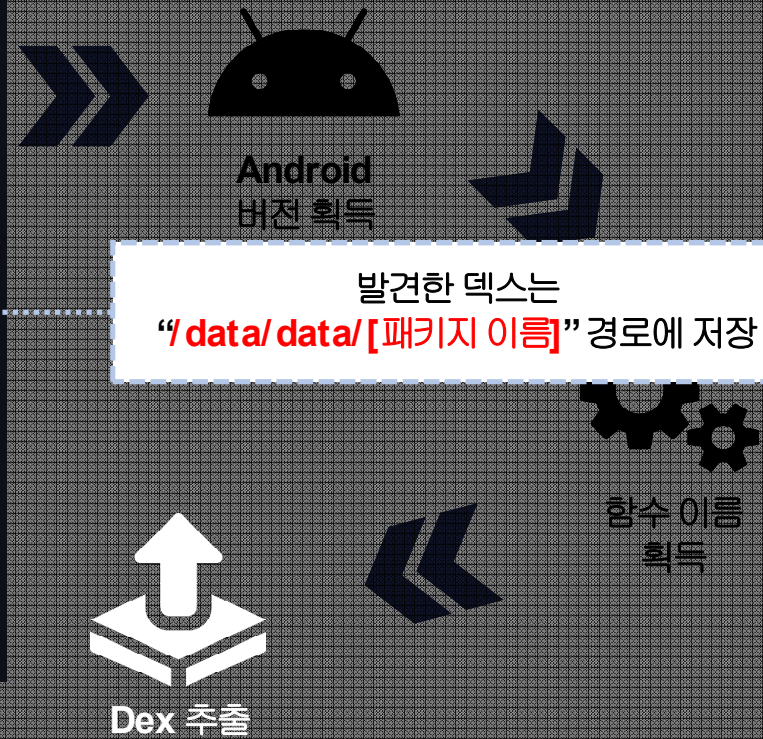 Android
버전 획득
발견한 덱스는
“/data/data/[패키지 이름]” 경로에 저장
함수 이름
획득
Dex 추출